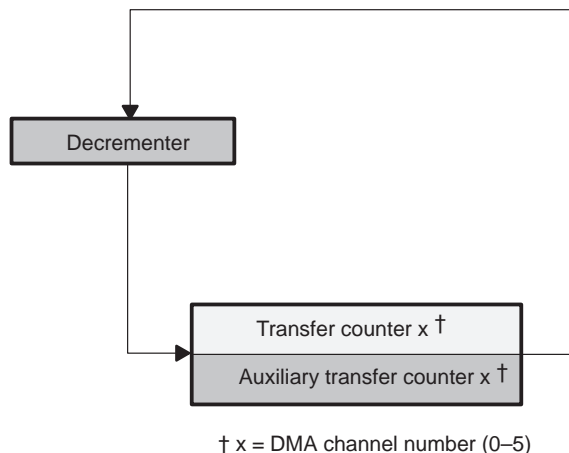 Decrementer
Transfer counter x †
Auxiliary transfer counter x †
† x = DMA channel number (0–5)